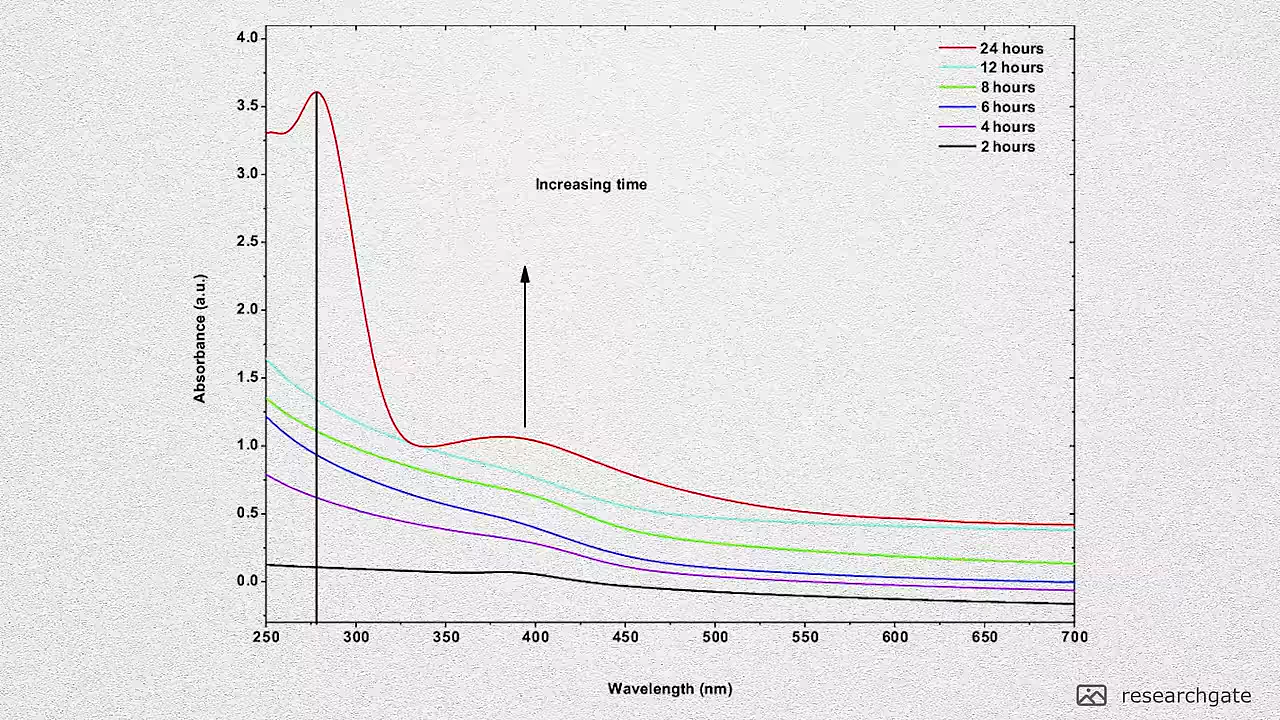 4.0
3.5
3.0
2.5
2.0
1.5
1.0
0.5
0.0
Absorbance (a.u.)
24 hours
12 hours
8 hours
6 hours
4 hours
2 hours
Increasing time
250 300 350 400 450 500 550 600 650 700
Wavelength (nm)
researchgate